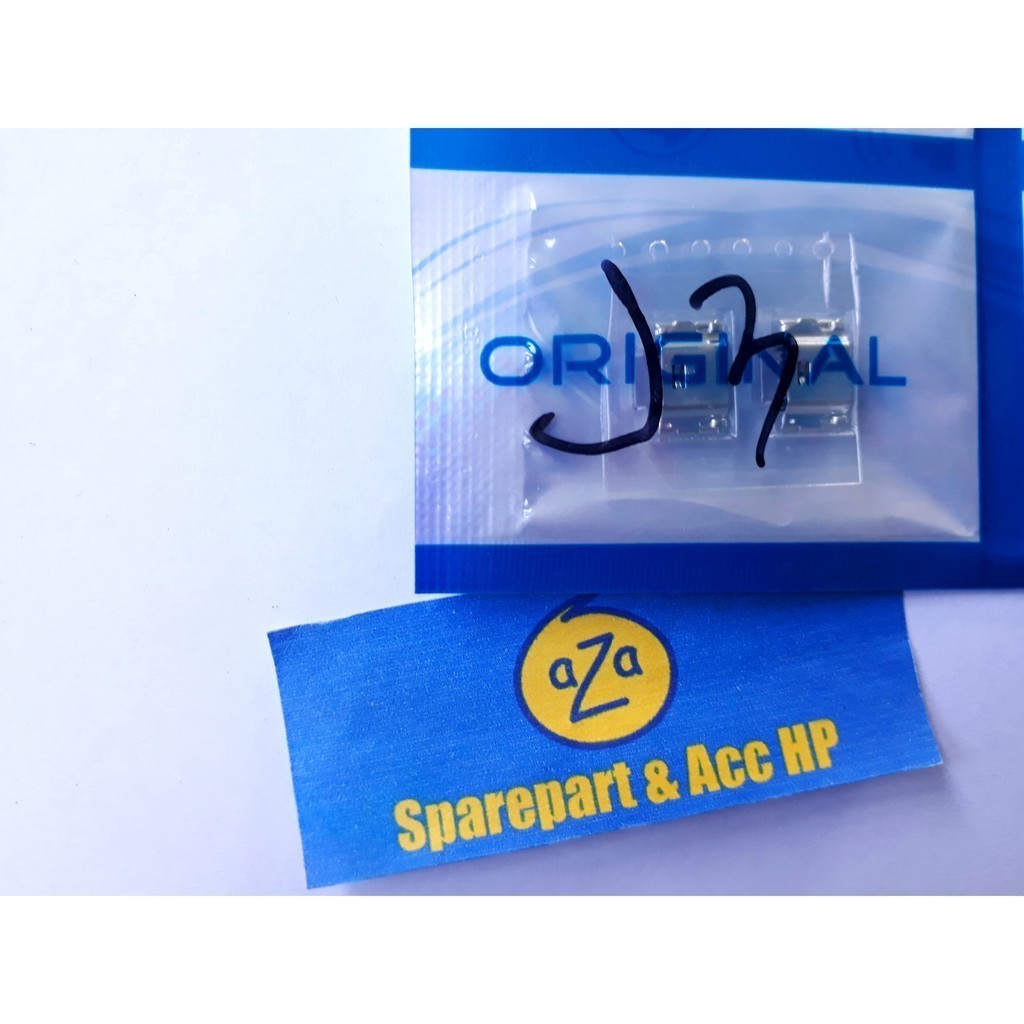 ORIGINAL
J7
aZa
Sparepart & Acc HP